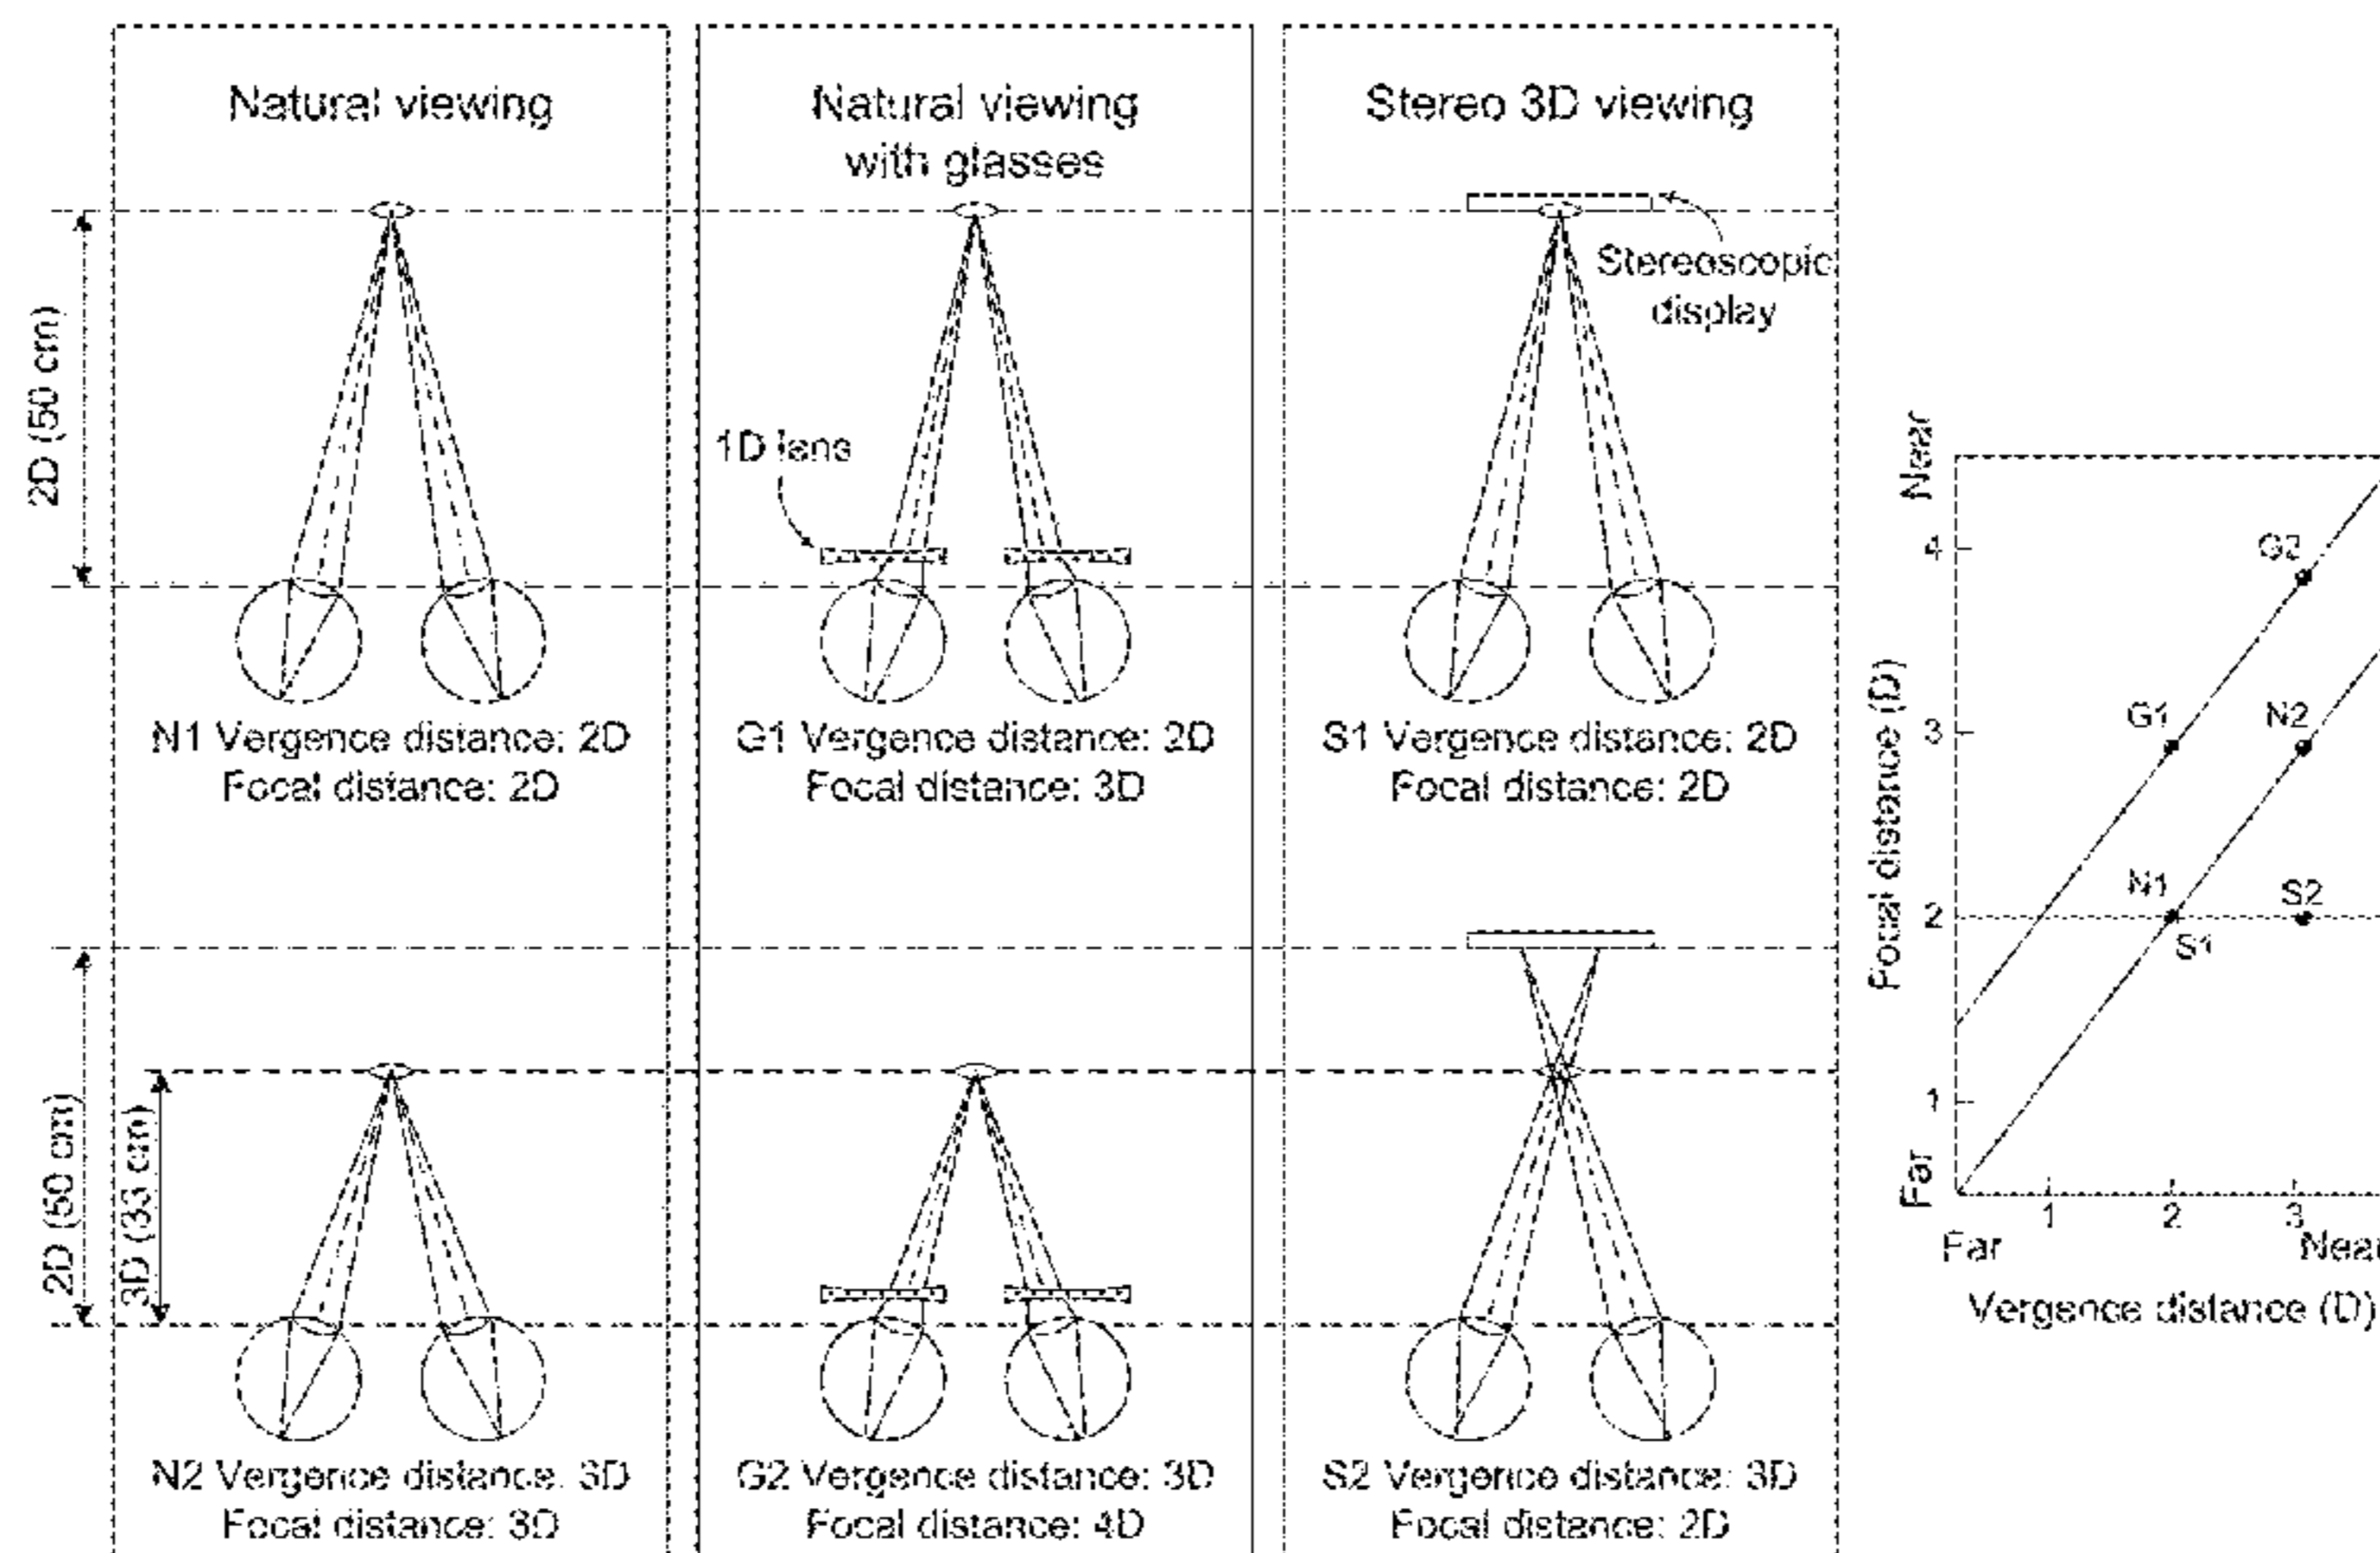 Natural viewing
Natural viewing
with glasses
Stereo 3D viewing
Stereoscopic
display
2D (50 cm)
1D lens
N1 Vergence distance: 2D
Focal distance: 2D
G1 Vergence distance: 2D
Focal distance: 3D
S1 Vergence distance: 2D
Focal distance: 2D
2D (50 cm)
3D (33 cm)
N2 Vergence distance: 3D
Focal distance: 3D
G2 Vergence distance: 3D
Focal distance: 4D
S2 Vergence distance: 3D
Focal distance: 2D
Near
4
G2
Focal distance (D)
3
G1
N2
2
N1
S2
S1
1
Far
1
2
3
Far
Near
Vergence distance (D)